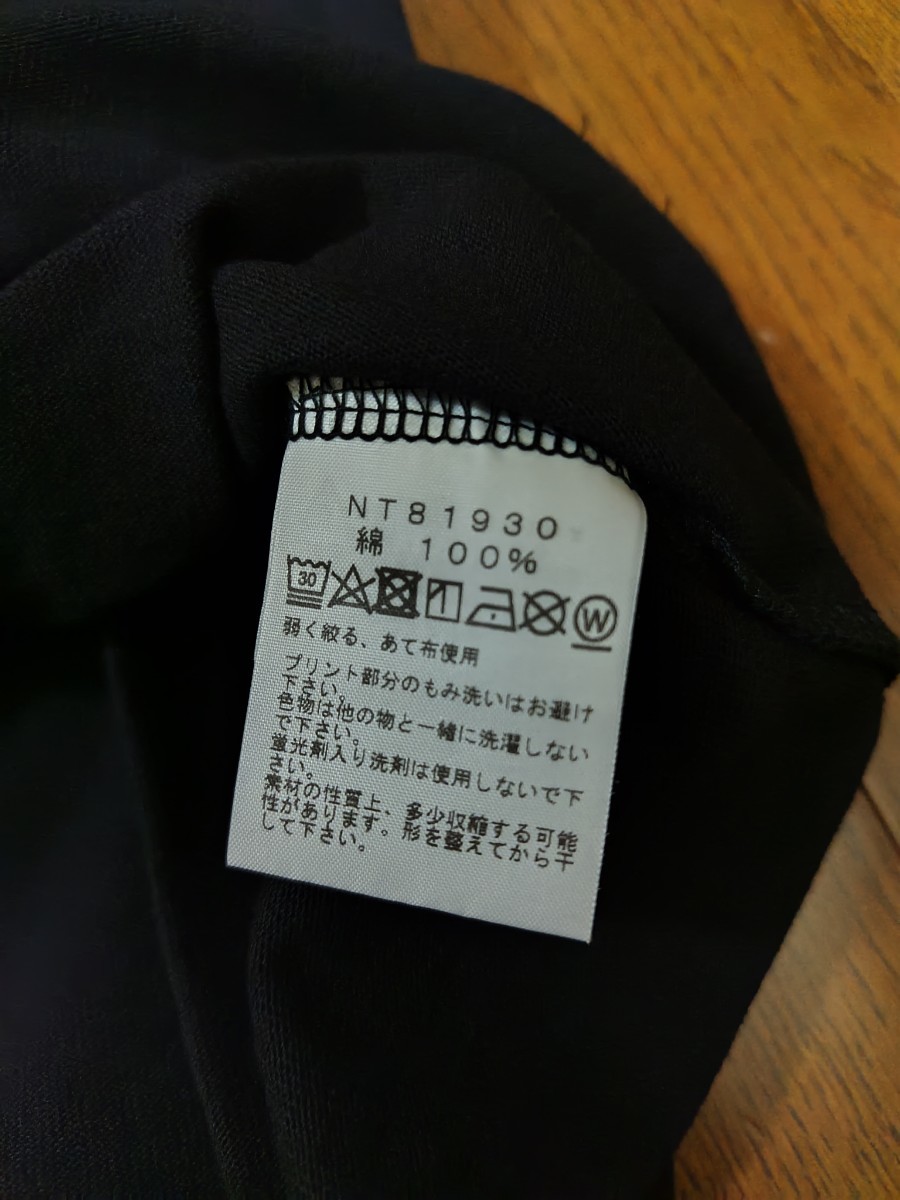 NT81930
綿 100%
30 W
弱く絞る、あて布使用
プリント部分のもみ洗いはお避け
下さい。
色物は他の物と一緒に洗濯しない
で下さい。
蛍光剤入り洗剤は使用しないで下
さい。
素材の性質上、多少収縮する可能
性があります。形を整えてから干
して下さい。